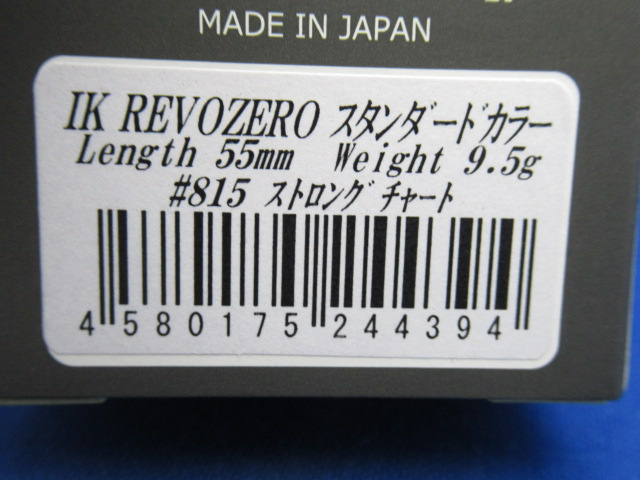 MADE IN JAPAN
IK REVOZERO スタンダードカラー
Length 55mm Weight 9.5g
#815 ストロングチャート
4 580175 244394